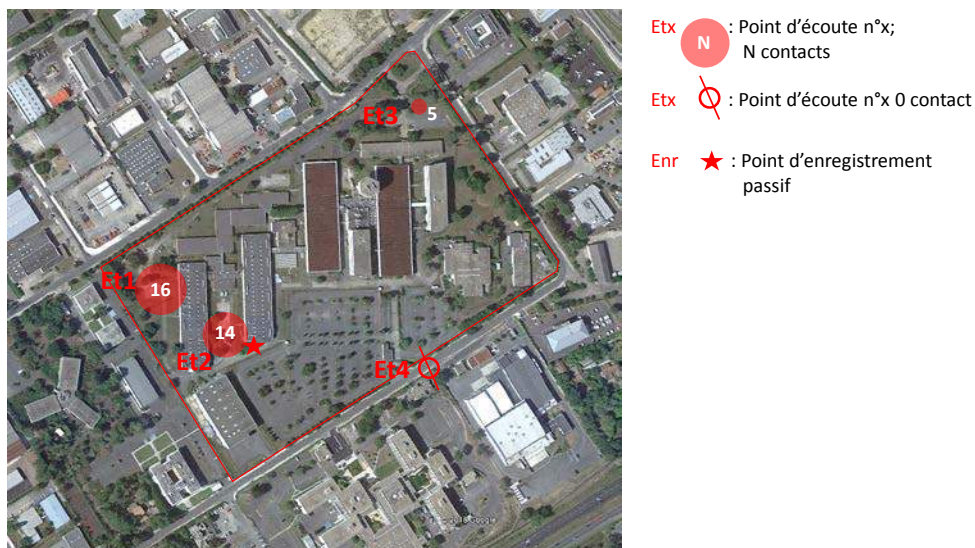 Et3
5
Et1
16
14
Et2
Et4
Etx
N
: Point d'écoute n°x;
N contacts
Etx
: Point d'écoute n°x 0 contact
Enr
: Point d'enregistrement
passif